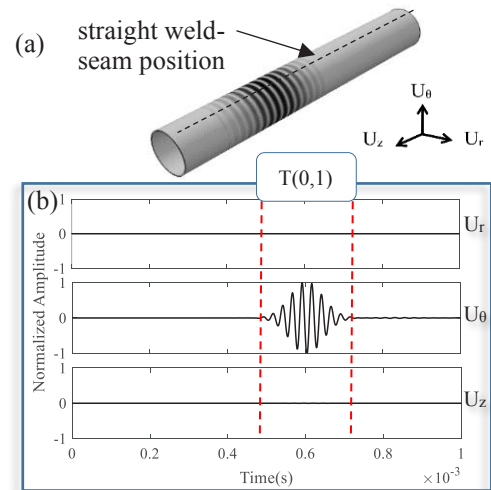 (a)
straight weld-
seam position
Uθ
Uz
Ur
T(0,1)
(b)
Normalized Amplitude
1
0
-1
Ur
1
0
-1
Uθ
1
0
-1
Uz
0 0.2 0.4 0.6 0.8 1
Time(s)
×10⁻³